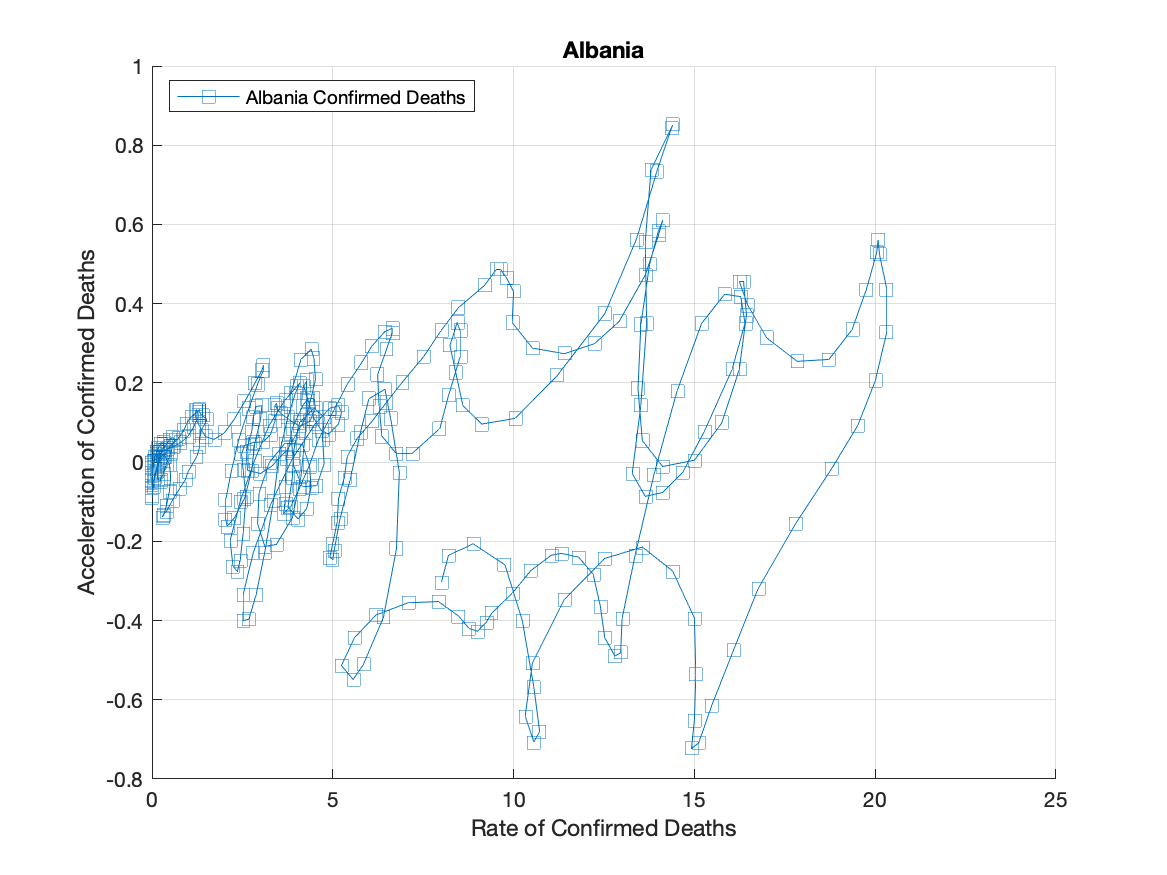 Albania
Albania Confirmed Deaths
1
0.8
0.6
0.4
0.2
0
-0.2
-0.4
-0.6
-0.8
Acceleration of Confirmed Deaths
0 5 10 15 20 25
Rate of Confirmed Deaths